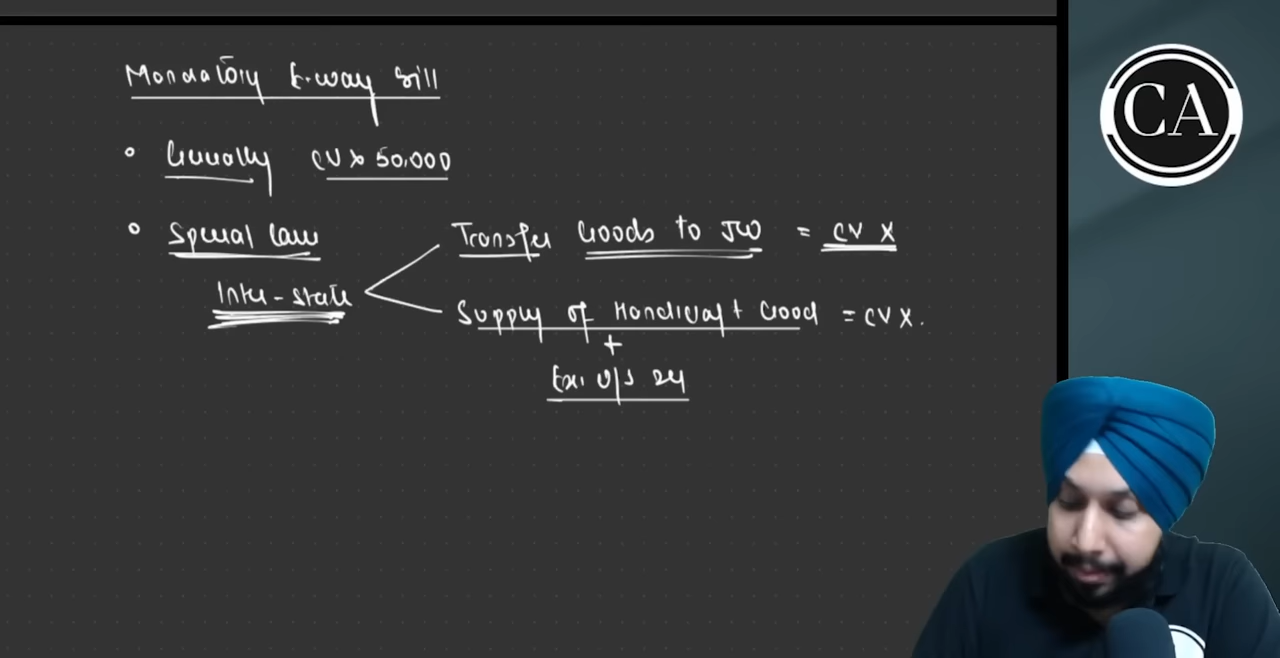 Mandatory E-way Bill
• Generally CV > 50,000
• Special Law
Transfer Goods to JW = CV X
Inter-state
Supply of Handicraft Good = CV X.
+
Ex. U/S 24
CA